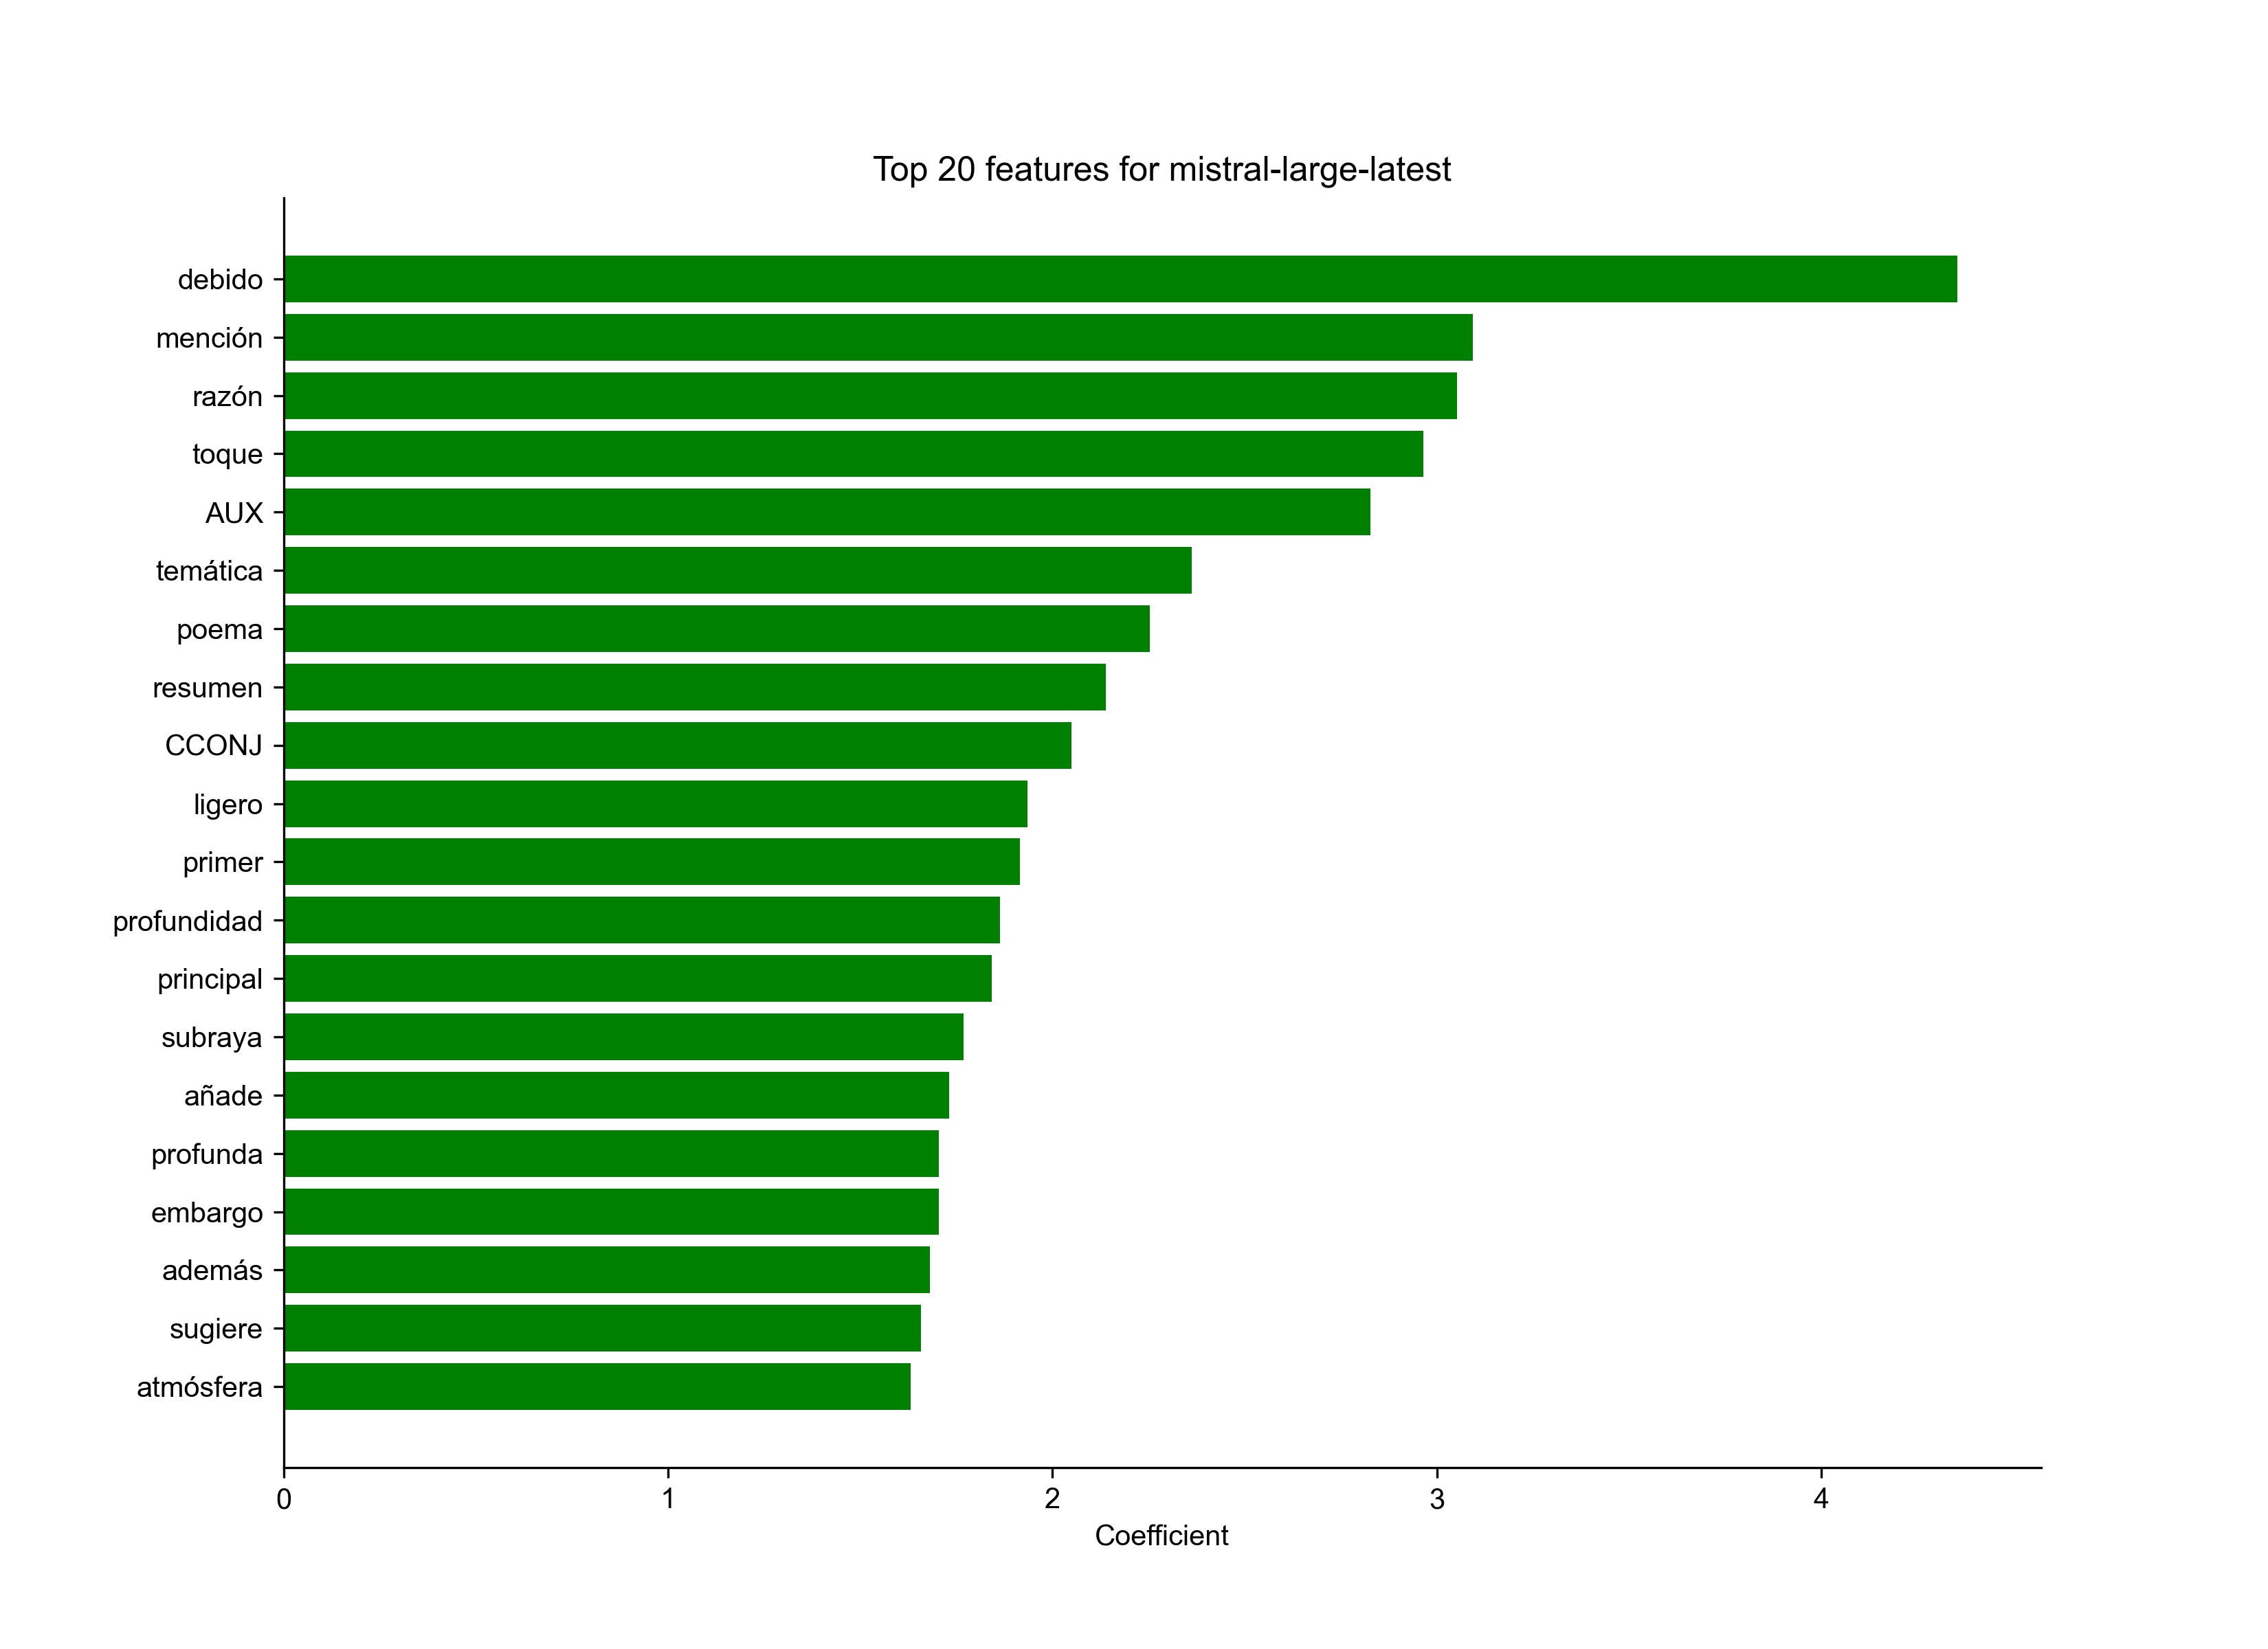 Top 20 features for mistral-large-latest
debido
mención
razón
toque
AUX
temática
poema
resumen
CCONJ
ligero
primer
profundidad
principal
subraya
añade
profunda
embargo
además
sugiere
atmósfera
0 1 2 3 4
Coefficient